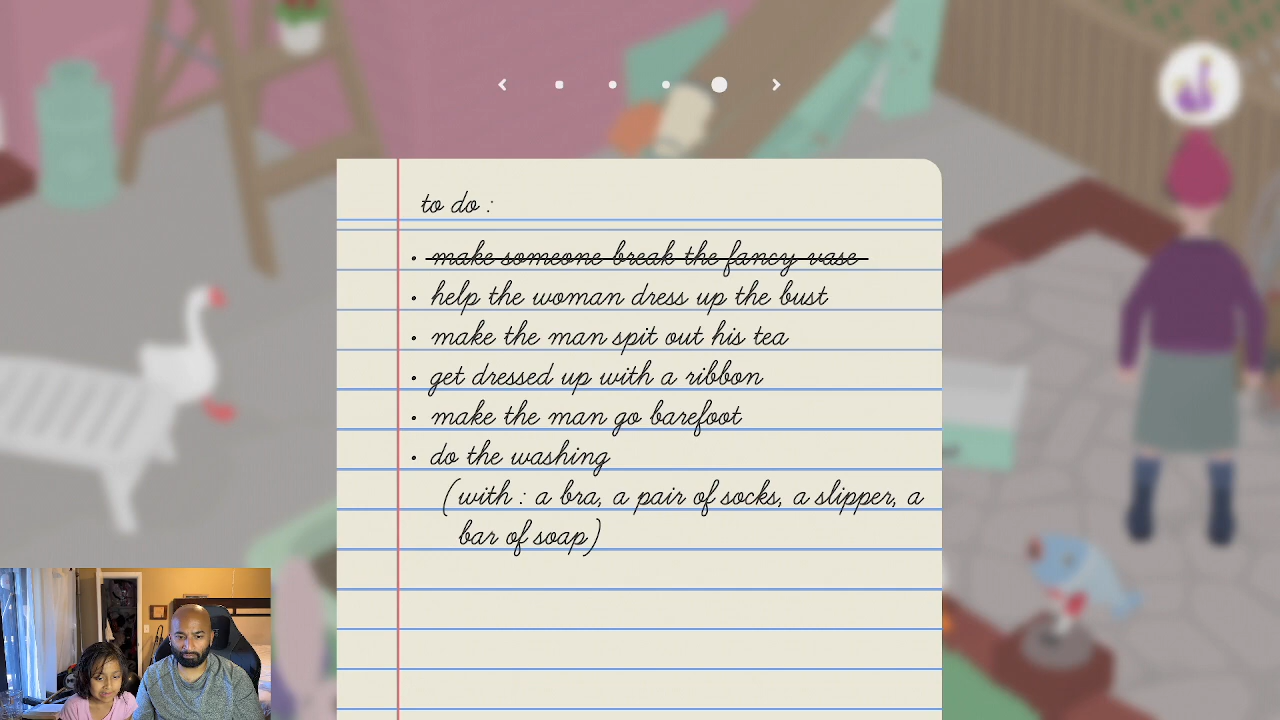 to do :
• make someone break the fancy vase
• help the woman dress up the bust
• make the man spit out his tea
• get dressed up with a ribbon
• make the man go barefoot
• do the washing
(with : a bra, a pair of socks, a slipper, a
bar of soap)